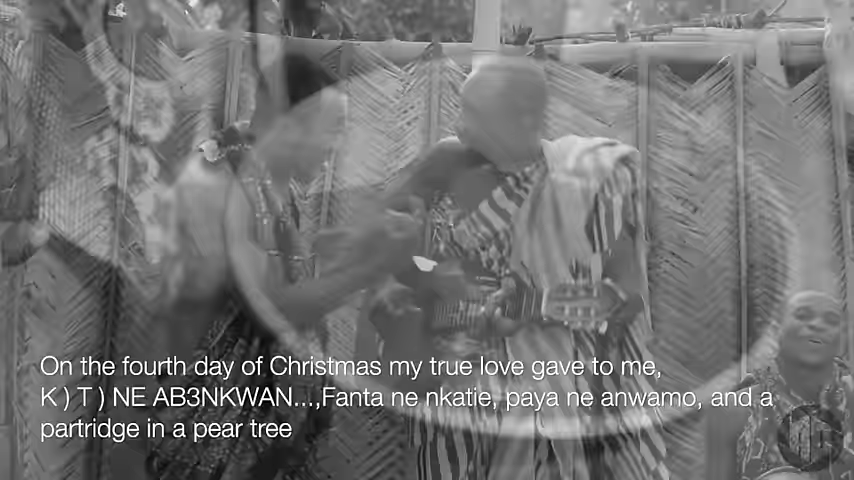 On the fourth day of Christmas my true love gave to me,
K ) T ) NE AB3NKWAN...,Fanta ne nkatie, paya ne anwamo, and a
partridge in a pear tree